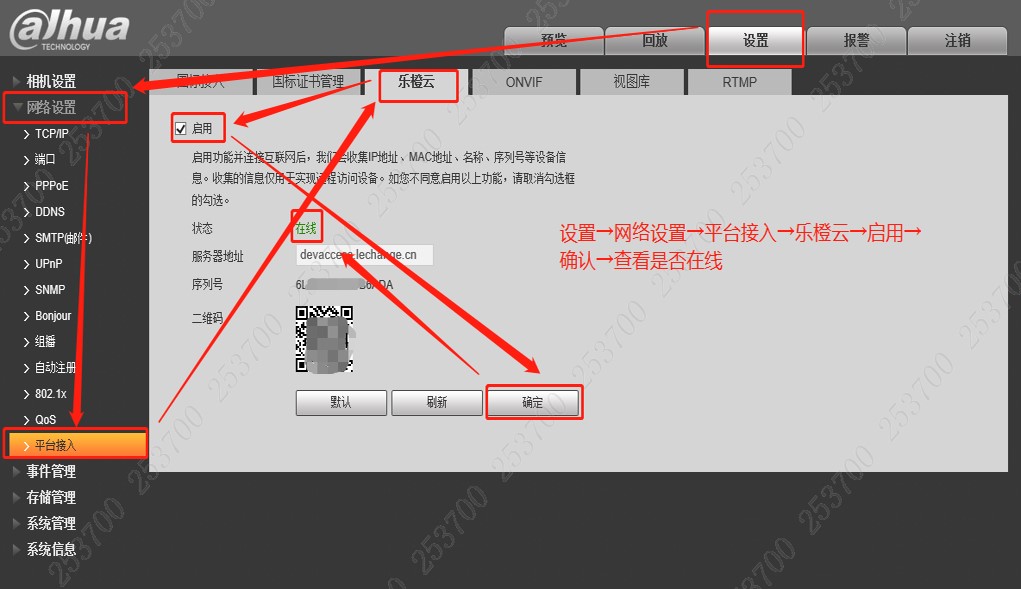 alhua
TECHNOLOGY
预览
回放
设置
报警
注销
相机设置
网络设置
TCP/IP
端口
PPPoE
DDNS
SMTP(邮件)
UPnP
SNMP
Bonjour
组播
自动注册
802.1x
QoS
平台接入
事件管理
存储管理
系统管理
系统信息
国标接入
国标证书管理
乐橙云
ONVIF
视图库
RTMP
启用
启用功能并连接互联网后，我们会收集IP地址、MAC地址、名称、序列号等设备信
息。收集的信息仅用于实现远程访问设备。如您不同意启用以上功能，请取消勾选框
的勾选。
状态
在线
服务器地址
devaccess.lechange.cn
序列号
二维码
默认
刷新
确定
设置→网络设置→平台接入→乐橙云→启用→
确认→查看是否在线
253700